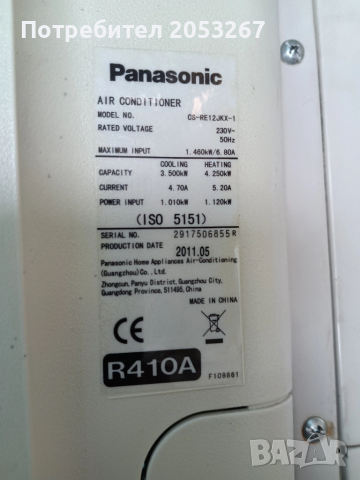 Потребител 2053267
Panasonic
AIR CONDITIONER
MODEL NO. CS-RE12JKX-1
RATED VOLTAGE 230V~
50Hz
MAXIMUM INPUT 1.460kW/6.80A
COOLING HEATING
CAPACITY 3.500kW 4.250kW
CURRENT 4.70A 5.20A
POWER INPUT 1.010kW 1.120kW
(ISO 5151)
SERIAL NO. 2917506855 R
PRODUCTION DATE 2011.05
Panasonic Home Appliances Air-Conditioning
(Guangzhou) Co., Ltd.
Zhongcun, Panyu District, Guangzhou City,
Guangdong Province, 511495, China
MADE IN CHINA
CE
R410A
BAZAR